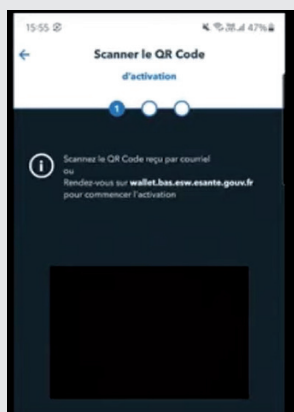 15:55
47%
Scanner le QR Code
d'activation
1
Scannez le QR Code reçu par courriel
ou
Rendez-vous sur wallet.bas.esw.esante.gouv.fr
pour commencer l'activation